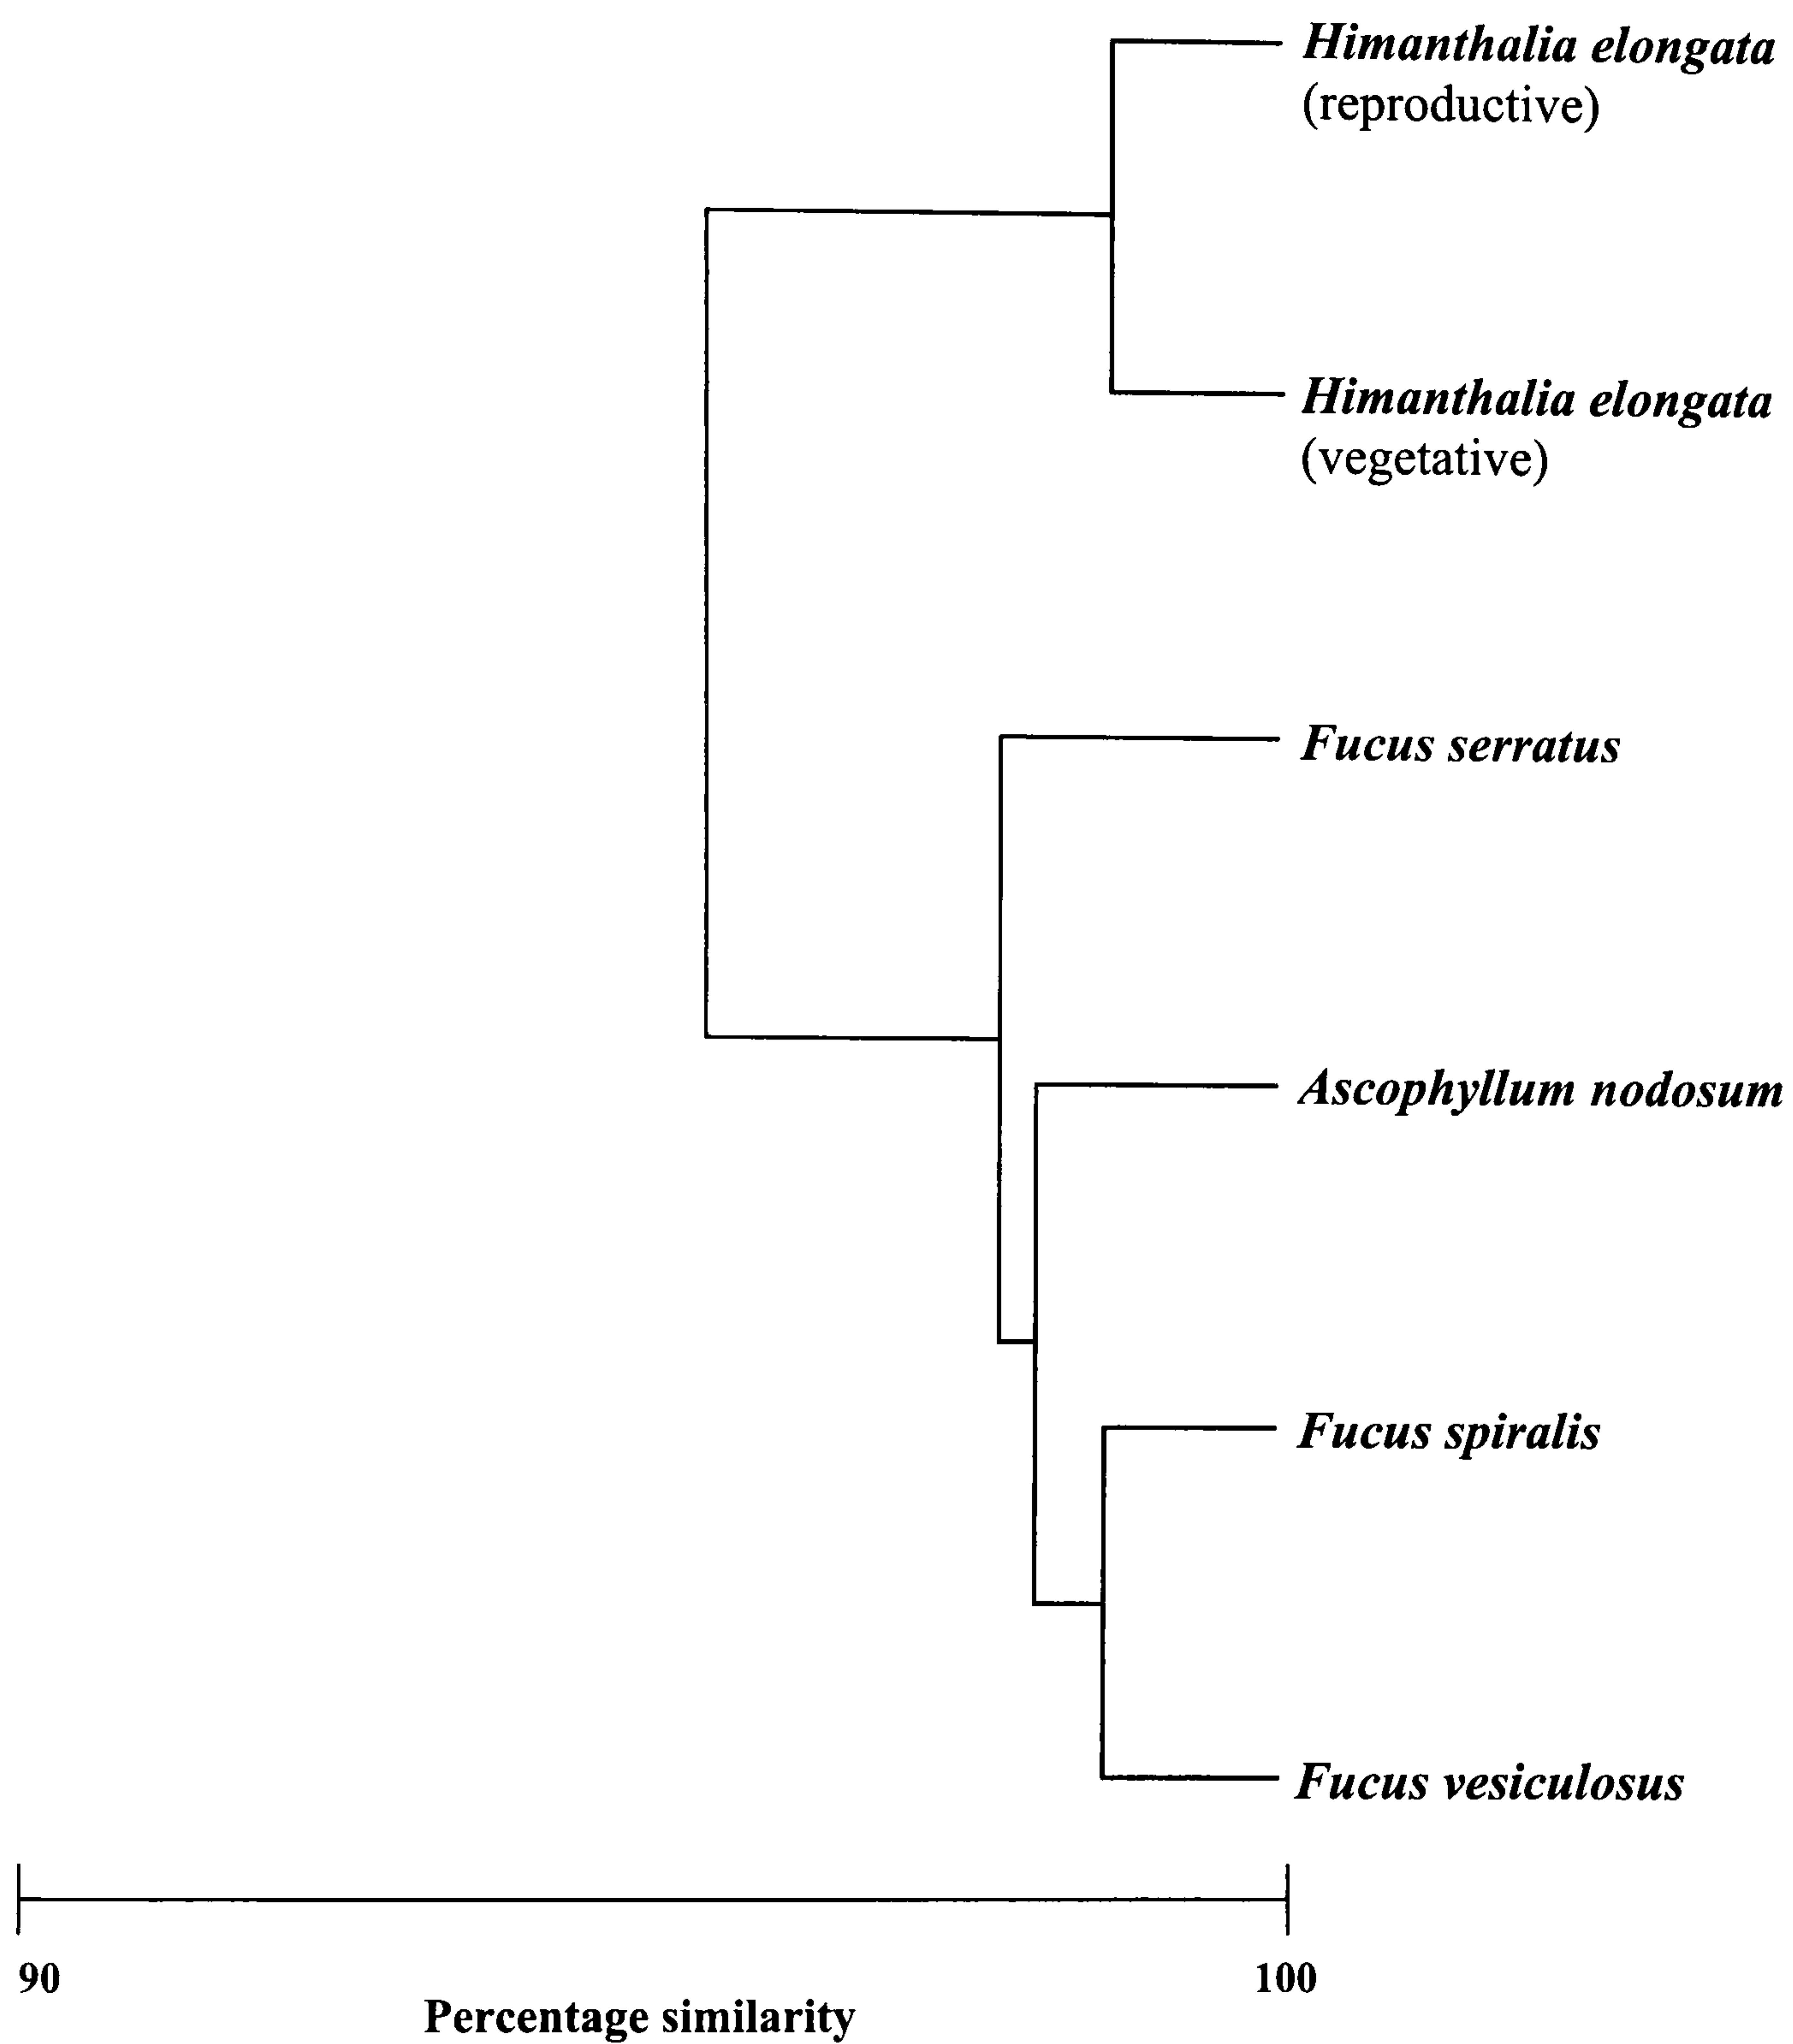 Himanthalia elongata
(reproductive)
Himanthalia elongata
(vegetative)
Fucus serratus
Ascophyllum nodosum
Fucus spiralis
Fucus vesiculosus
90 100
Percentage similarity